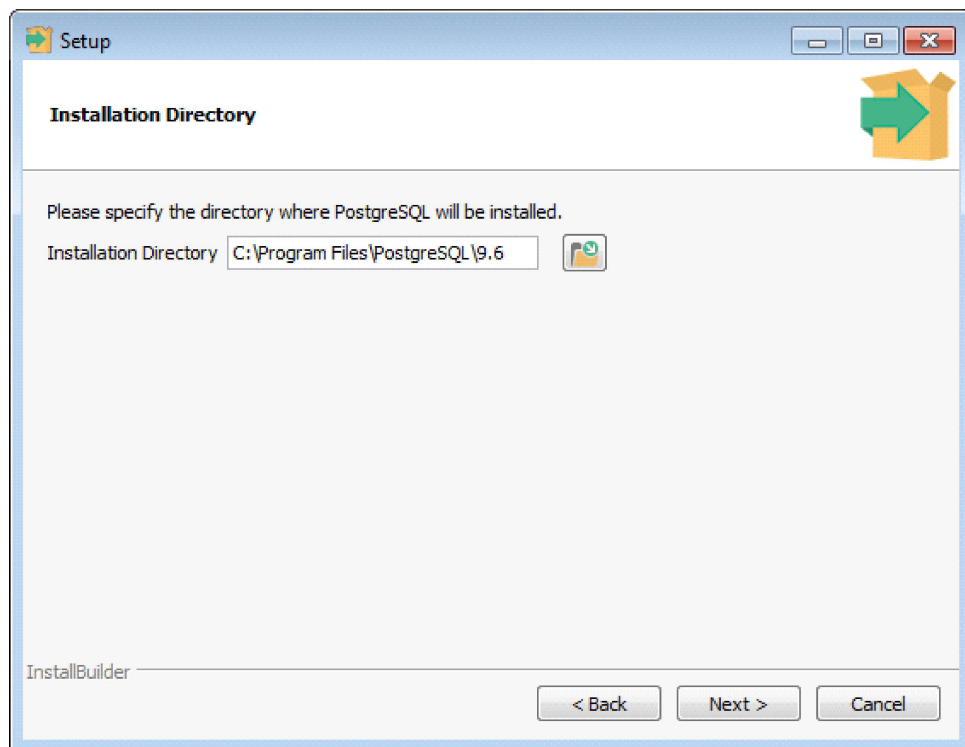 Setup
Installation Directory
Please specify the directory where PostgreSQL will be installed.
Installation Directory C:\Program Files\PostgreSQL\9.6
InstallBuilder
< Back Next > Cancel